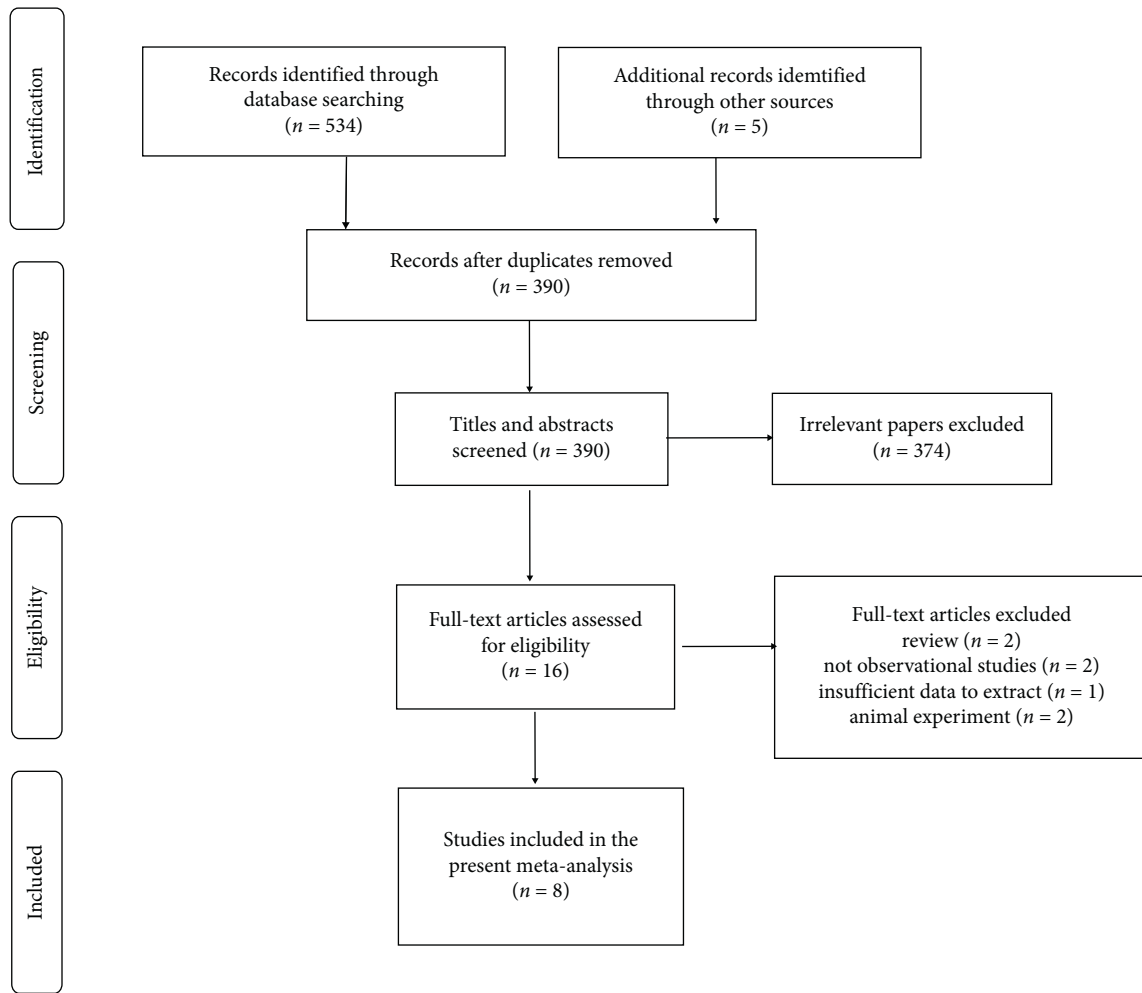 Identification
Records identified through
database searching
(n = 534)
Additional records idemtified
through other sources
(n = 5)
Records after duplicates removed
(n = 390)
Screening
Titles and abstracts
screened (n = 390)
Irrelevant papers excluded
(n = 374)
Eligibility
Full-text articles assessed
for eligibility
(n = 16)
Full-text articles excluded
review (n = 2)
not observational studies (n = 2)
insufficient data to extract (n = 1)
animal experiment (n = 2)
Included
Studies included in the
present meta-analysis
(n = 8)